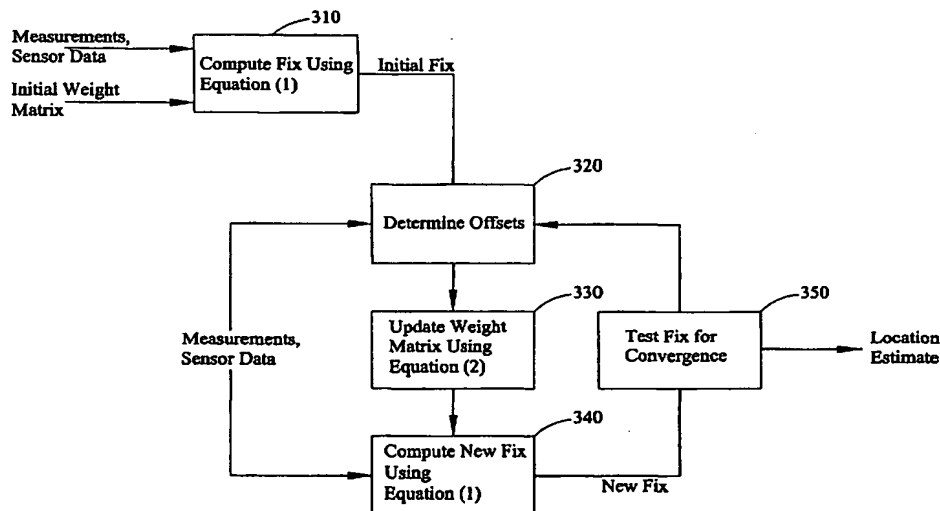 310
Measurements,
Sensor Data
Initial Weight
Matrix
Compute Fix Using
Equation (1)
Initial Fix
320
Determine Offsets
330
Update Weight
Matrix Using
Equation (2)
Measurements,
Sensor Data
350
Test Fix for
Convergence
Location
Estimate
340
Compute New Fix
Using
Equation (1)
New Fix